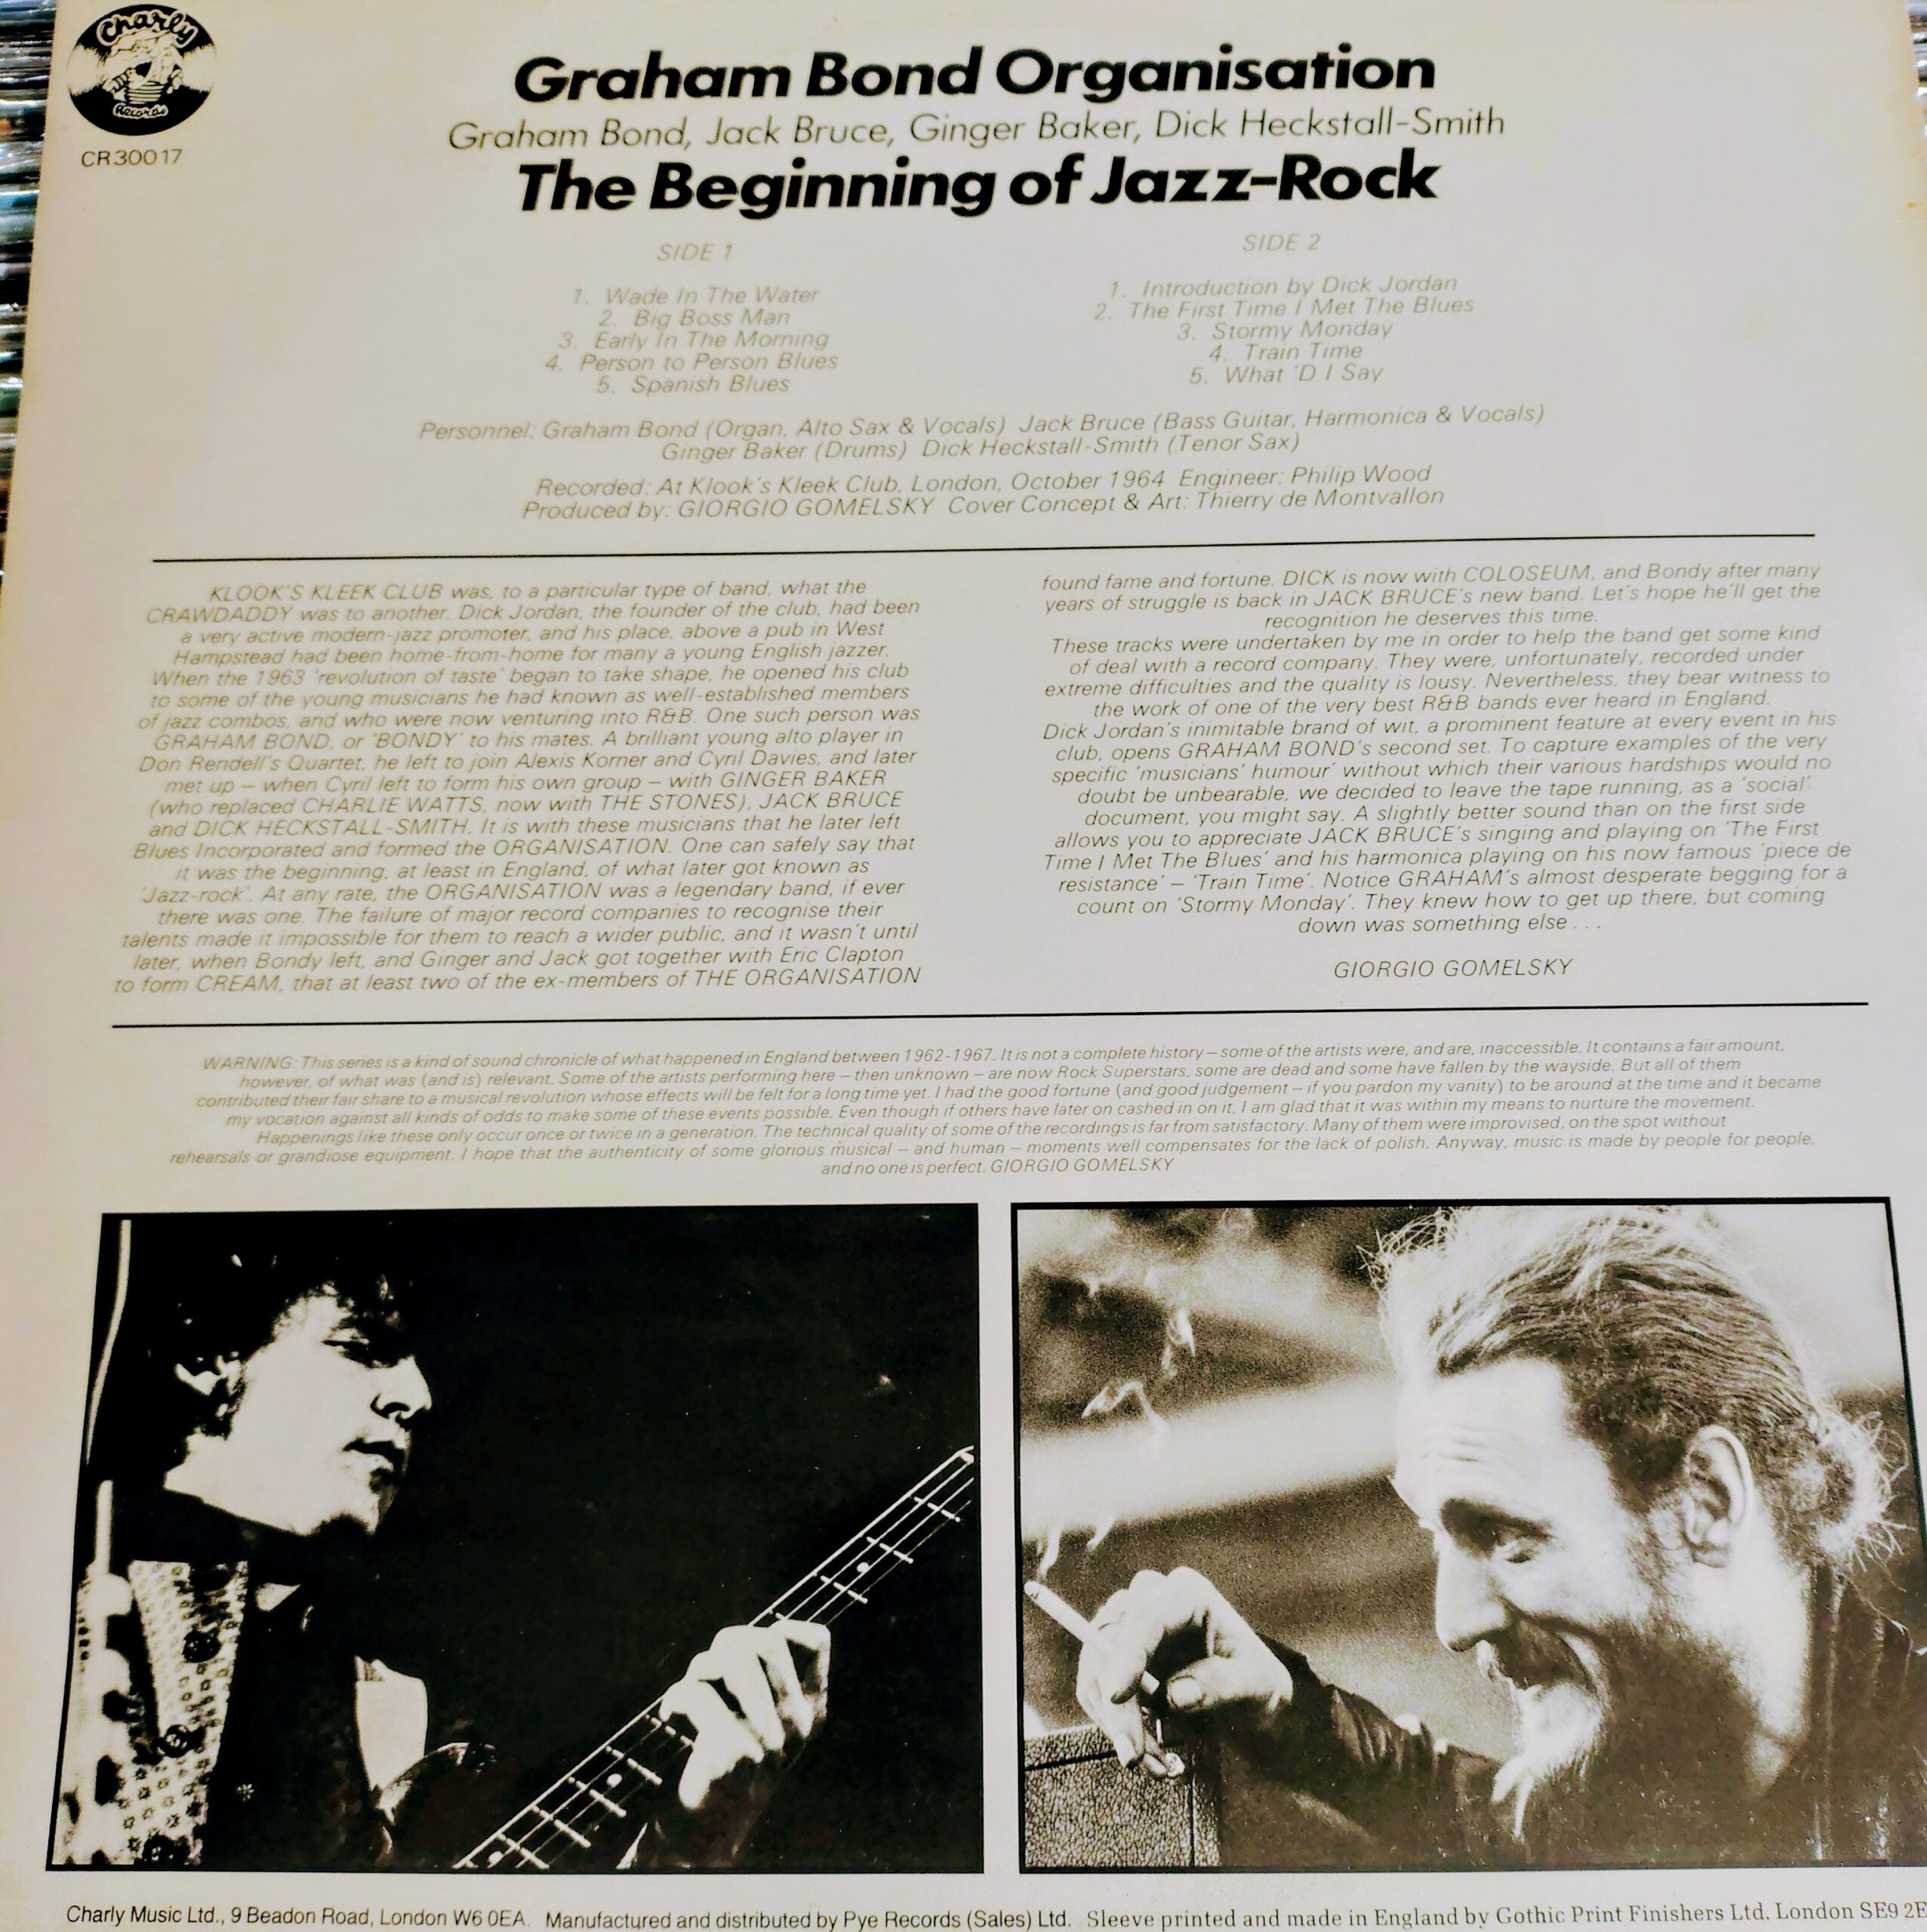 Charly
Records
CR30017
Graham Bond Organisation
Graham Bond, Jack Bruce, Ginger Baker, Dick Heckstall-Smith
The Beginning of Jazz-Rock
SIDE 1
1. Wade In The Water
2. Big Boss Man
3. Early In The Morning
4. Person to Person Blues
5. Spanish Blues
SIDE 2
1. Introduction by Dick Jordan
2. The First Time I Met The Blues
3. Stormy Monday
4. Train Time
5. What 'D I Say
Personnel: Graham Bond (Organ, Alto Sax & Vocals) Jack Bruce (Bass Guitar, Harmonica & Vocals)
Ginger Baker (Drums) Dick Heckstall-Smith (Tenor Sax)
Recorded: At Klook's Kleek Club, London, October 1964 Engineer: Philip Wood
Produced by: GIORGIO GOMELSKY Cover Concept & Art: Thierry de Montvallon
KLOOK'S KLEEK CLUB was, to a particular type of band, what the
CRAWDADDY was to another. Dick Jordan, the founder of the club, had been
a very active modern-jazz promoter, and his place, above a pub in West
Hampstead had been home-from-home for many a young English jazzer.
When the 1963 'revolution of taste' began to take shape, he opened his club
to some of the young musicians he had known as well-established members
of jazz combos, and who were now venturing into R&B. One such person was
GRAHAM BOND, or 'BONDY' to his mates. A brilliant young alto player in
Don Rendell's Quartet, he left to join Alexis Korner and Cyril Davies, and later
met up – when Cyril left to form his own group – with GINGER BAKER
(who replaced CHARLIE WATTS, now with THE STONES), JACK BRUCE
and DICK HECKSTALL-SMITH. It is with these musicians that he later left
Blues Incorporated and formed the ORGANISATION. One can safely say that
it was the beginning, at least in England, of what later got known as
'Jazz-rock'. At any rate, the ORGANISATION was a legendary band, if ever
there was one. The failure of major record companies to recognise their
talents made it impossible for them to reach a wider public, and it wasn't until
later, when Bondy left, and Ginger and Jack got together with Eric Clapton
to form CREAM, that at least two of the ex-members of THE ORGANISATION
found fame and fortune. DICK is now with COLOSEUM, and Bondy after many
years of struggle is back in JACK BRUCE's new band. Let's hope he'll get the
recognition he deserves this time.
These tracks were undertaken by me in order to help the band get some kind
of deal with a record company. They were, unfortunately, recorded under
extreme difficulties and the quality is lousy. Nevertheless, they bear witness to
the work of one of the very best R&B bands ever heard in England.
Dick Jordan's inimitable brand of wit, a prominent feature at every event in his
club, opens GRAHAM BOND's second set. To capture examples of the very
specific 'musicians' humour' without which their various hardships would no
doubt be unbearable, we decided to leave the tape running, as a 'social'
document, you might say. A slightly better sound than on the first side
allows you to appreciate JACK BRUCE's singing and playing on 'The First
Time I Met The Blues' and his harmonica playing on his now famous 'piece de
resistance' – 'Train Time'. Notice GRAHAM's almost desperate begging for a
count on 'Stormy Monday'. They knew how to get up there, but coming
down was something else . . .
GIORGIO GOMELSKY
WARNING: This series is a kind of sound chronicle of what happened in England between 1962-1967. It is not a complete history – some of the artists were, and are, inaccessible. It contains a fair amount,
however, of what was (and is) relevant. Some of the artists performing here – then unknown – are now Rock Superstars, some are dead and some have fallen by the wayside. But all of them
contributed their fair share to a musical revolution whose effects will be felt for a long time yet. I had the good fortune (and good judgement – if you pardon my vanity) to be around at the time and it became
my vocation against all kinds of odds to make some of these events possible. Even though if others have later on cashed in on it, I am glad that it was within my means to nurture the movement.
Happenings like these only occur once or twice in a generation. The technical quality of some of the recordings is far from satisfactory. Many of them were improvised, on the spot without
rehearsals or grandiose equipment. I hope that the authenticity of some glorious musical – and human – moments well compensates for the lack of polish. Anyway, music is made by people for people,
and no one is perfect. GIORGIO GOMELSKY
Charly Music Ltd., 9 Beadon Road, London W6 0EA. Manufactured and distributed by Pye Records (Sales) Ltd. Sleeve printed and made in England by Gothic Print Finishers Ltd. London SE9 2E